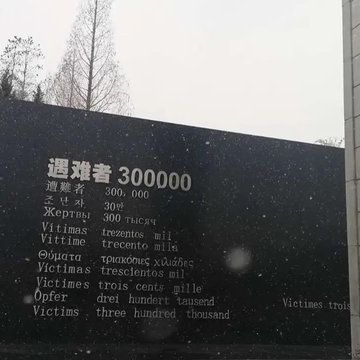 遇难者 300000
遭難者 300，000
조난자 30만
Жертвы 300 тысяч
Vítimas trezentos mil
Vittime trecento mila
Θύματα τριακόσιες χιλιάδες
Víctimas trescientos mil
Victimes trois cents mille
Opfer drei hundert tausend
Victims three hundred thousand
Victimes trois